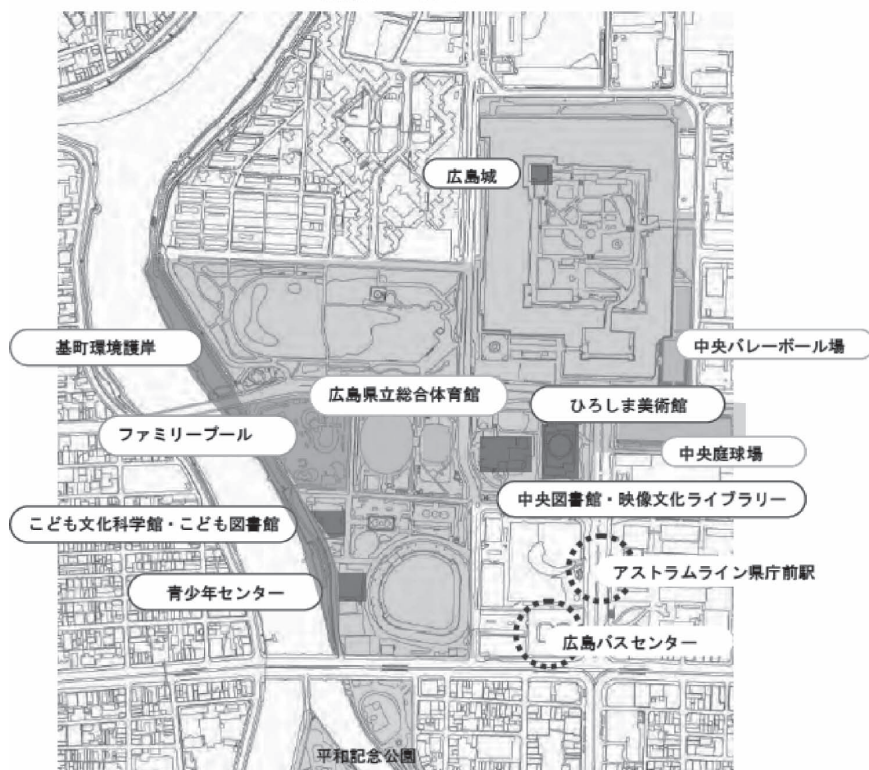 広島城
基町環境護岸
中央バレーボール場
広島県立総合体育館
ひろしま美術館
ファミリープール
中央庭球場
中央図書館・映像文化ライブラリー
こども文化科学館・こども図書館
アストラムライン県庁前駅
青少年センター
広島バスセンター
平和記念公園